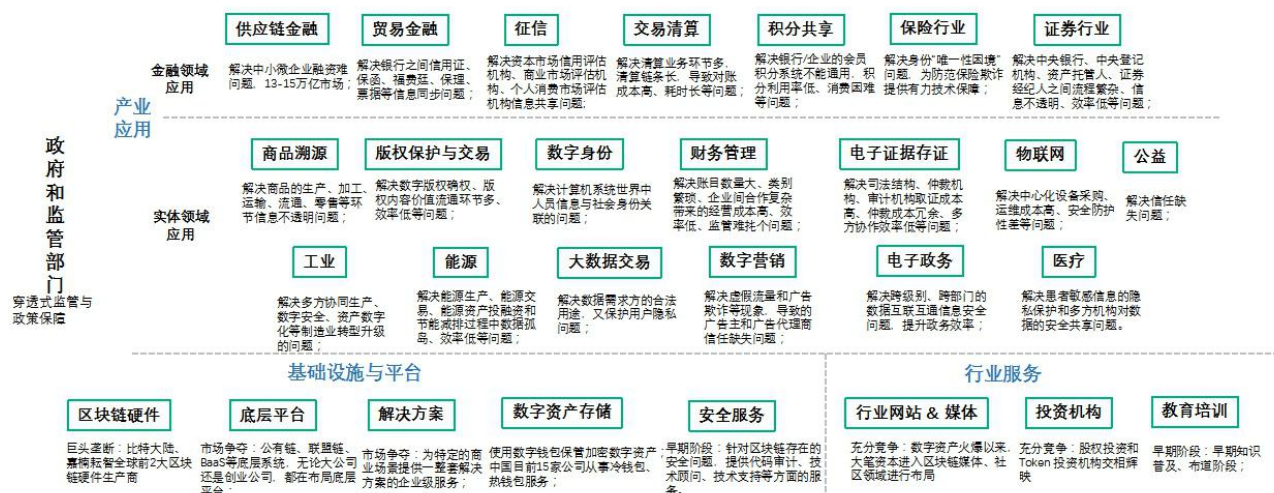 供应链金融
贸易金融
征信
交易清算
积分共享
保险行业
证券行业
金融领域
应用
解决中小微企业融资难
问题，13-15万亿市场；
解决银行之间信用证、
保函、福费廷、保理、
票据等信息同步问题；
解决资本市场信用评估
机构、商业市场评估机
构、个人消费市场评估
机构信息共享问题;
解决清算业务环节多，
清算链条长，导致对账
成本高、耗时长等问题；
解决银行/企业的会员
积分系统不能通用，积
分利用率低、消费困难
等问题；
解决身份“唯一性困境”
问题，为防范保险欺诈
提供有力技术保障；
解决中央银行、中央登记
机构、资产托管人、证券
经纪人之间流程繁杂、信
息不透明、效率低等问题；
产业
应用
政府和监管部门
穿透式监管与
政策保障
商品溯源
版权保护与交易
数字身份
财务管理
电子证据存证
物联网
公益
解决商品的生产、加工、
运输、流通、零售等环
节信息不透明问题；
解决数字版权确权、版
权内容价值流通环节多、
效率低等问题；
解决计算机系统世界中
人员信息与社会身份关
联的问题；
解决账目数量大、类别
繁琐、企业间合作复杂
带来的经营成本高、效
率低、监管难托个问题；
解决司法结构、仲裁机
构、审计机构取证成本
高、仲裁成本冗余、多
方协作效率低等问题；
解决中心化设备采购、
运维成本高、安全防护
性差等问题；
解决信任缺
失问题；
实体领域
应用
工业
能源
大数据交易
数字营销
电子政务
医疗
解决多方协同生产、
数字安全、资产数字
化等制造业转型升级
的问题；
解决能源生产、能源交
易、能源资产投融资和
节能减排过程中数据孤
岛、效率低等问题；
解决数据需求方的合法
用途，又保护用户隐私
问题；
解决虚假流量和广告
欺诈等现象，导致的
广告主和广告代理商
信任缺失问题；
解决跨级别、跨部门的
数据互联互通信息安全
问题，提升政务效率；
解决患者敏感信息的隐
私保护和多方机构对数
据的安全共享问题。
基础设施与平台
行业服务
区块链硬件
底层平台
解决方案
数字资产存储
安全服务
行业网站 & 媒体
投资机构
教育培训
巨头垄断：比特大陆、
嘉楠耘智全球前2大区块
链硬件生产商
市场争夺：公有链、联盟链、
BaaS等底层系统，无论大公司
还是创业公司，都在布局底层
平台；
市场争夺：为特定的商
业场景提供一整套解决
方案的企业级服务；
使用数字钱包保管加密数字资产；
中国目前15家公司从事冷钱包、
热钱包服务；
早期阶段：针对区块链存在的
安全问题，提供代码审计、技
术顾问、技术支持等方面的服
务。
充分竞争：数字资产火爆以来，
大笔资本进入区块链媒体、社
区领域进行布局
充分竞争：股权投资和
Token 投资机构交相辉
映
早期阶段：早期知识
普及、布道阶段；